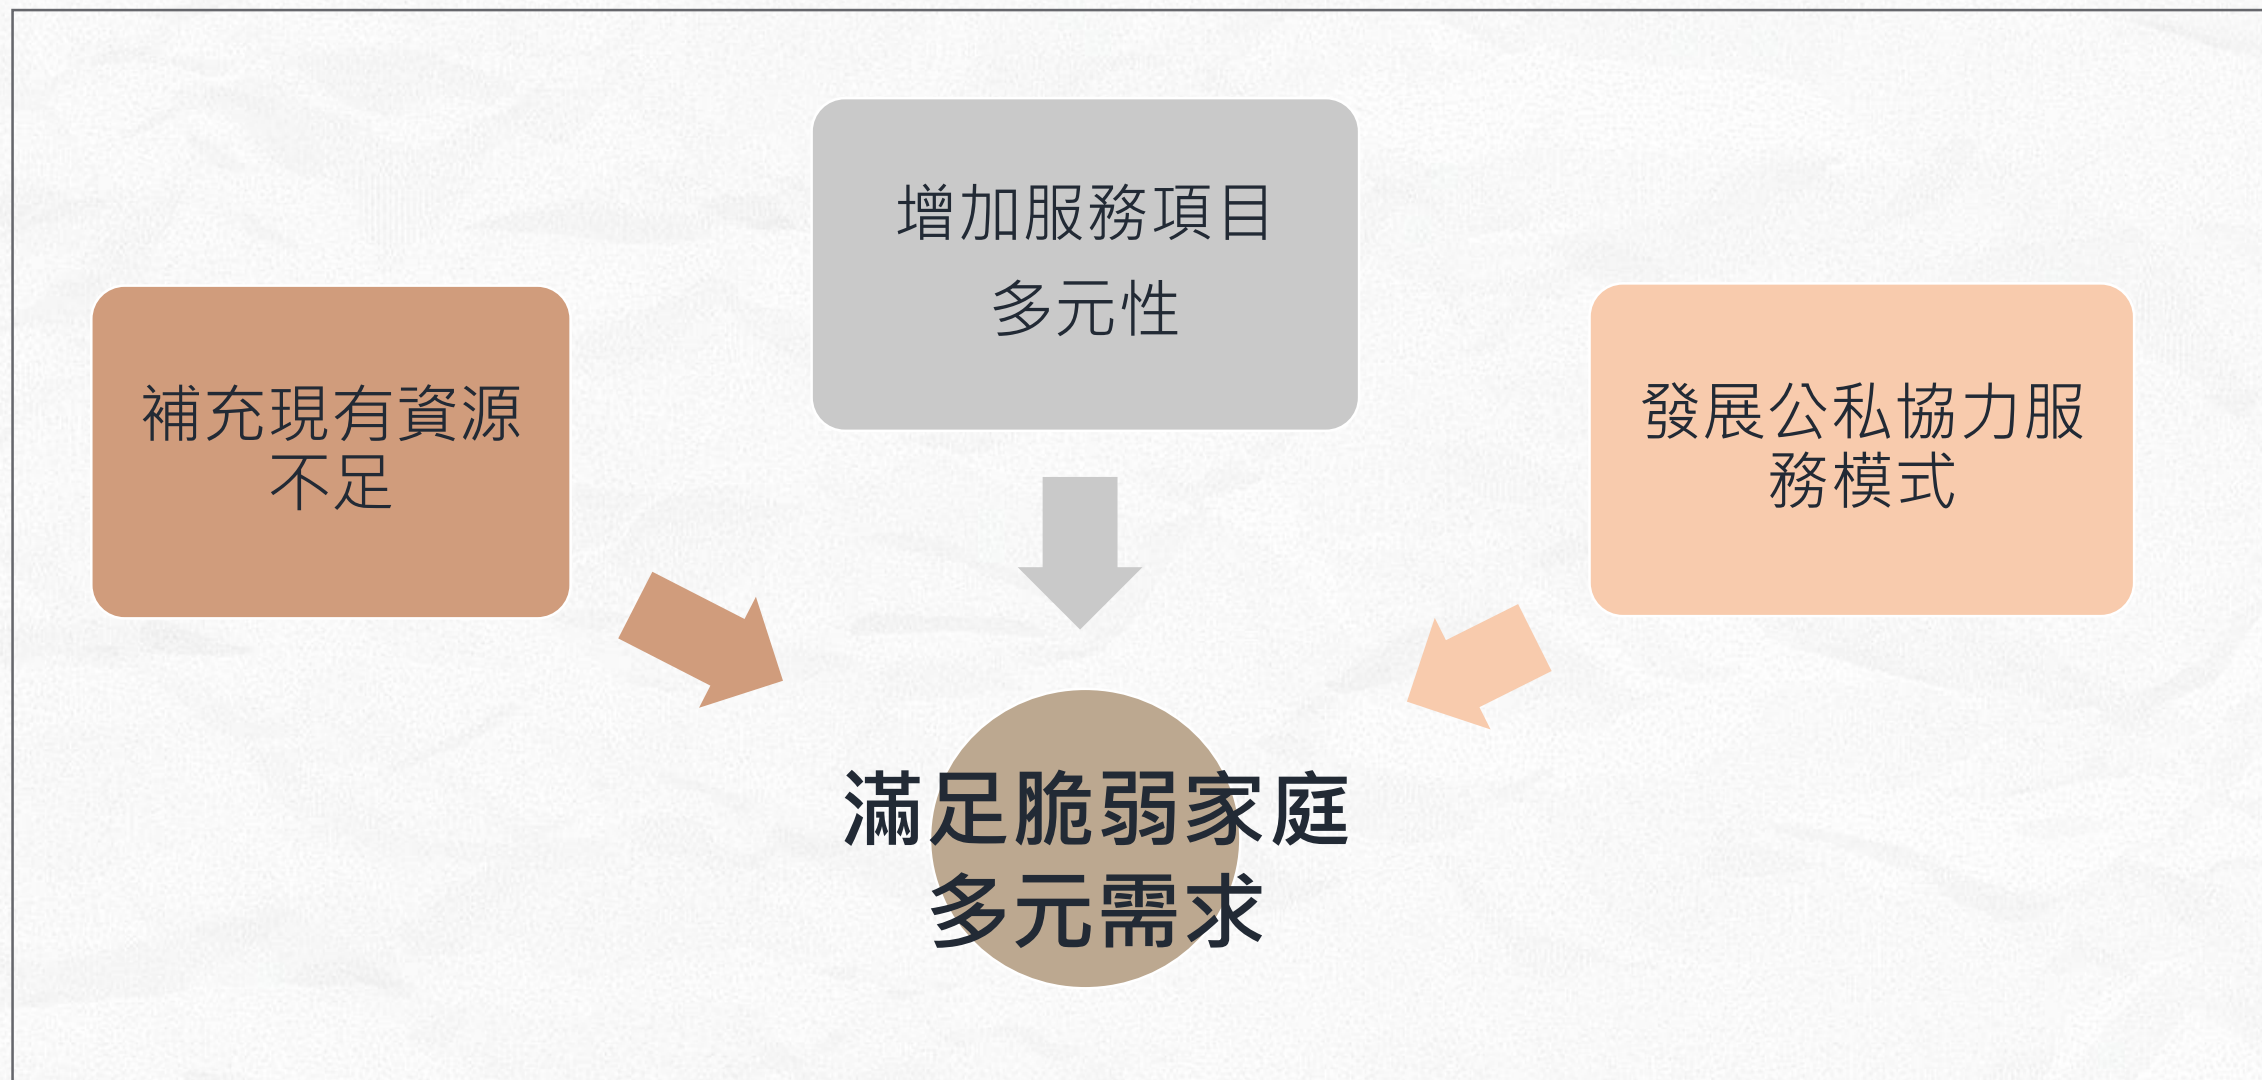 增加服務項目
多元性
補充現有資源
不足
發展公私協力服
務模式
滿足脆弱家庭
多元需求